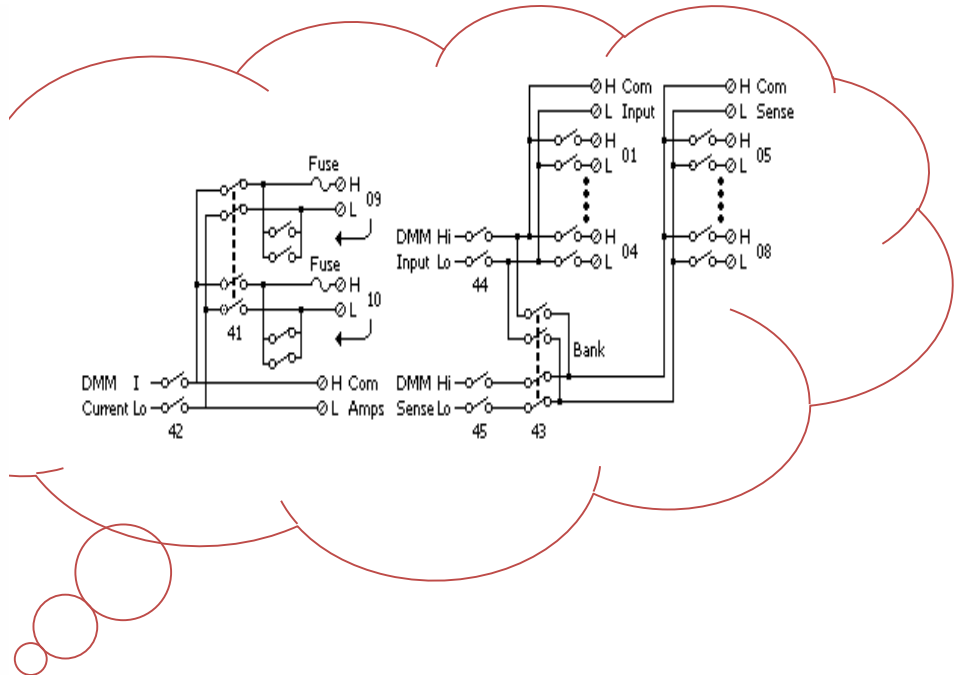 Fuse
H
09
L
Fuse
H
10
L
41
DMM I
H Com
Current Lo
L Amps
42
H Com
L Input
H
01
L
DMM Hi
H
04
Input Lo
L
44
Bank
DMM Hi
Sense Lo
45
43
H Com
L Sense
H
05
L
H
08
L